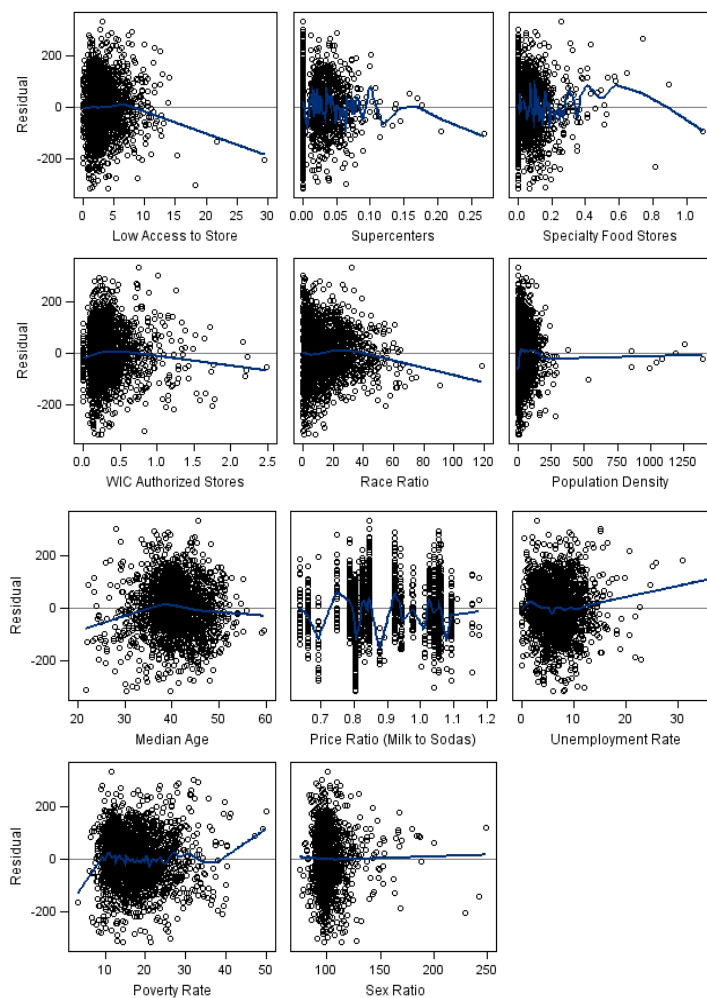 Residual
200
0
-200
0 5 10 15 20 25 30
Low Access to Store
0.00 0.05 0.10 0.15 0.20 0.25
Supercenters
0.0 0.2 0.4 0.6 0.8 1.0
Specialty Food Stores
Residual
200
0
-200
0.0 0.5 1.0 1.5 2.0 2.5
WIC Authorized Stores
0 20 40 60 80 100 120
Race Ratio
0 250 500 750 1000 1250
Population Density
Residual
200
0
-200
20 30 40 50 60
Median Age
0.7 0.8 0.9 1.0 1.1 1.2
Price Ratio (Milk to Sodas)
0 10 20 30
Unemployment Rate
Residual
200
0
-200
10 20 30 40 50
Poverty Rate
100 150 200 250
Sex Ratio